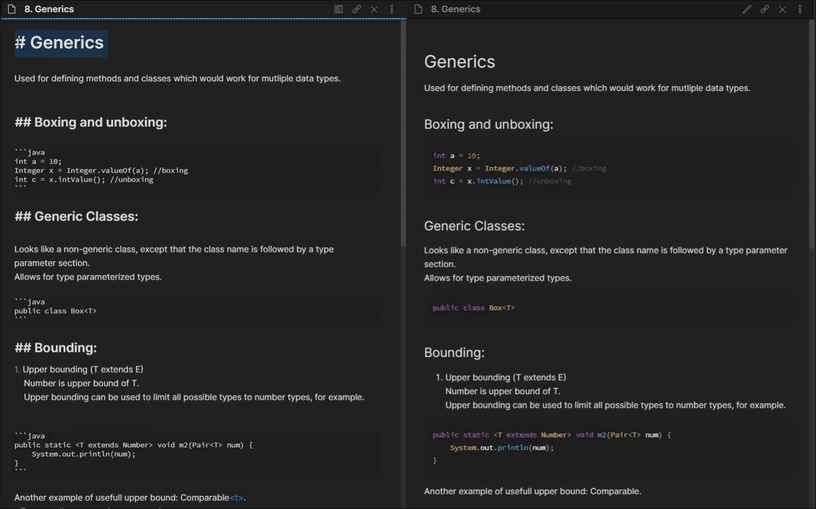 8. Generics
# Generics
Used for defining methods and classes which would work for mutliple data types.
## Boxing and unboxing:
```java
int a = 10;
Integer x = Integer.valueOf(a); //boxing
int c = x.intValue(); //unboxing
```
## Generic Classes:
Looks like a non-generic class, except that the class name is followed by a type
parameter section.
Allows for type parameterized types.
```java
public class Box<T>
```
## Bounding:
1. Upper bounding (T extends E)
Number is upper bound of T.
Upper bounding can be used to limit all possible types to number types, for example.
```java
public static <T extends Number> void m2(Pair<T> num) {
System.out.println(num);
}
```
Another example of usefull upper bound: Comparable<t>.
8. Generics
Generics
Used for defining methods and classes which would work for mutliple data types.
Boxing and unboxing:
int a = 10;
Integer x = Integer.valueOf(a); //boxing
int c = x.intValue(); //unboxing
Generic Classes:
Looks like a non-generic class, except that the class name is followed by a type parameter
section.
Allows for type parameterized types.
public class Box<T>
Bounding:
1. Upper bounding (T extends E)
Number is upper bound of T.
Upper bounding can be used to limit all possible types to number types, for example.
public static <T extends Number> void m2(Pair<T> num) {
System.out.println(num);
}
Another example of usefull upper bound: Comparable.